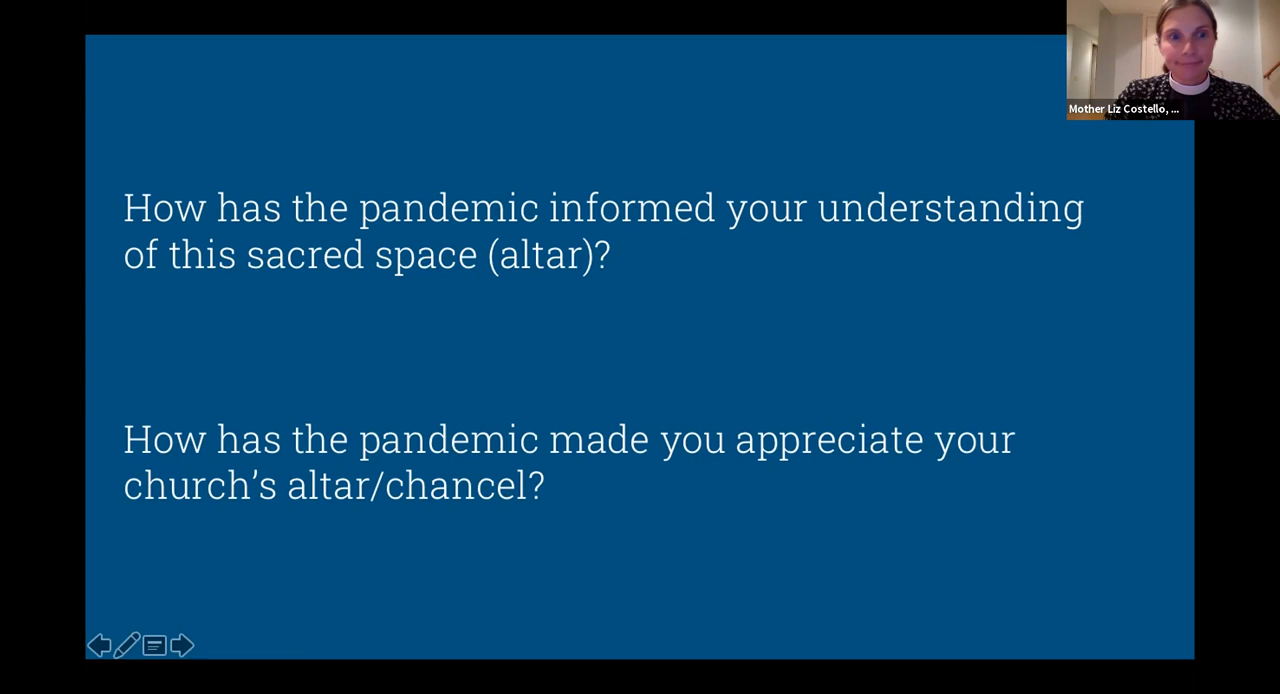 Mother Liz Costello, ...
How has the pandemic informed your understanding
of this sacred space (altar)?
How has the pandemic made you appreciate your
church’s altar/chancel?